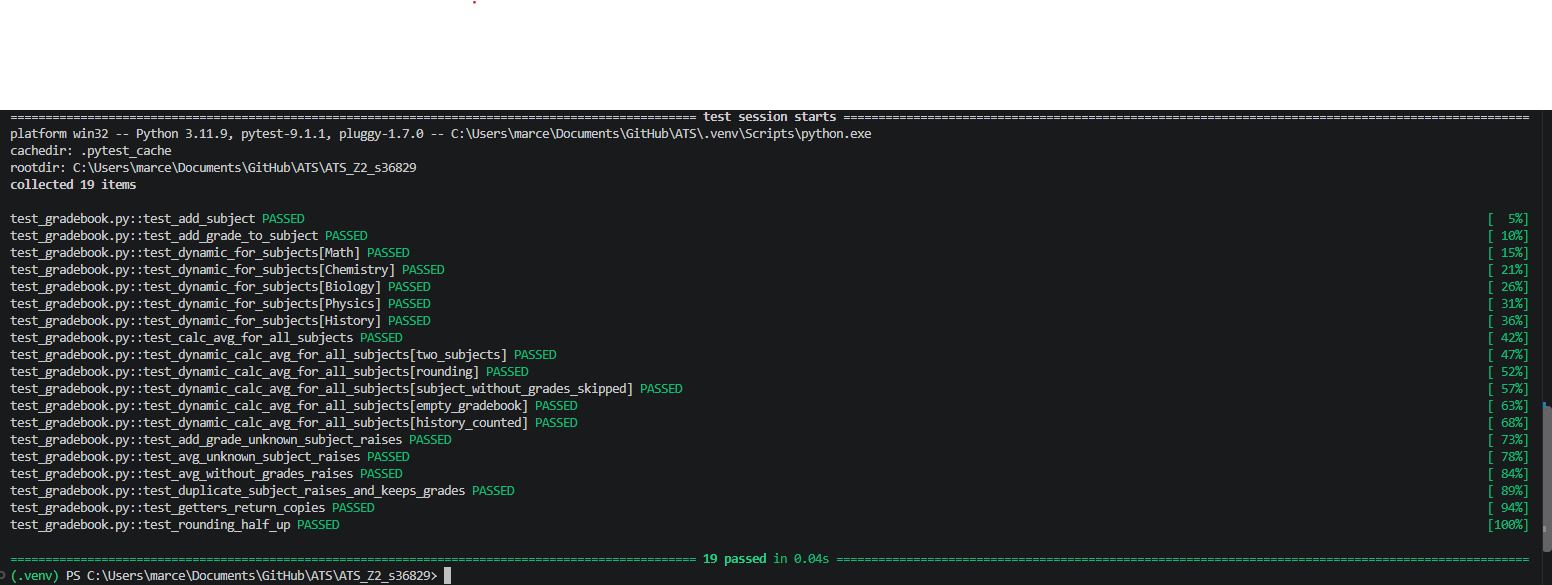 ============================= test session starts =============================
platform win32 -- Python 3.11.9, pytest-9.1.1, pluggy-1.7.0 -- C:\Users\marce\Documents\GitHub\ATS\.venv\Scripts\python.exe
cachedir: .pytest_cache
rootdir: C:\Users\marce\Documents\GitHub\ATS\ATS_Z2_s36829
collected 19 items
test_gradebook.py::test_add_subject PASSED [  5%]
test_gradebook.py::test_add_grade_to_subject PASSED [ 10%]
test_gradebook.py::test_dynamic_for_subjects[Math] PASSED [ 15%]
test_gradebook.py::test_dynamic_for_subjects[Chemistry] PASSED [ 21%]
test_gradebook.py::test_dynamic_for_subjects[Biology] PASSED [ 26%]
test_gradebook.py::test_dynamic_for_subjects[Physics] PASSED [ 31%]
test_gradebook.py::test_dynamic_for_subjects[History] PASSED [ 36%]
test_gradebook.py::test_calc_avg_for_all_subjects PASSED [ 42%]
test_gradebook.py::test_dynamic_calc_avg_for_all_subjects[two_subjects] PASSED [ 47%]
test_gradebook.py::test_dynamic_calc_avg_for_all_subjects[rounding] PASSED [ 52%]
test_gradebook.py::test_dynamic_calc_avg_for_all_subjects[subject_without_grades_skipped] PASSED [ 57%]
test_gradebook.py::test_dynamic_calc_avg_for_all_subjects[empty_gradebook] PASSED [ 63%]
test_gradebook.py::test_dynamic_calc_avg_for_all_subjects[history_counted] PASSED [ 68%]
test_gradebook.py::test_add_grade_unknown_subject_raises PASSED [ 73%]
test_gradebook.py::test_avg_unknown_subject_raises PASSED [ 78%]
test_gradebook.py::test_avg_without_grades_raises PASSED [ 84%]
test_gradebook.py::test_duplicate_subject_raises_and_keeps_grades PASSED [ 89%]
test_gradebook.py::test_getters_return_copies PASSED [ 94%]
test_gradebook.py::test_rounding_half_up PASSED [100%]
============================= 19 passed in 0.04s =============================
(.venv) PS C:\Users\marce\Documents\GitHub\ATS\ATS_Z2_s36829>